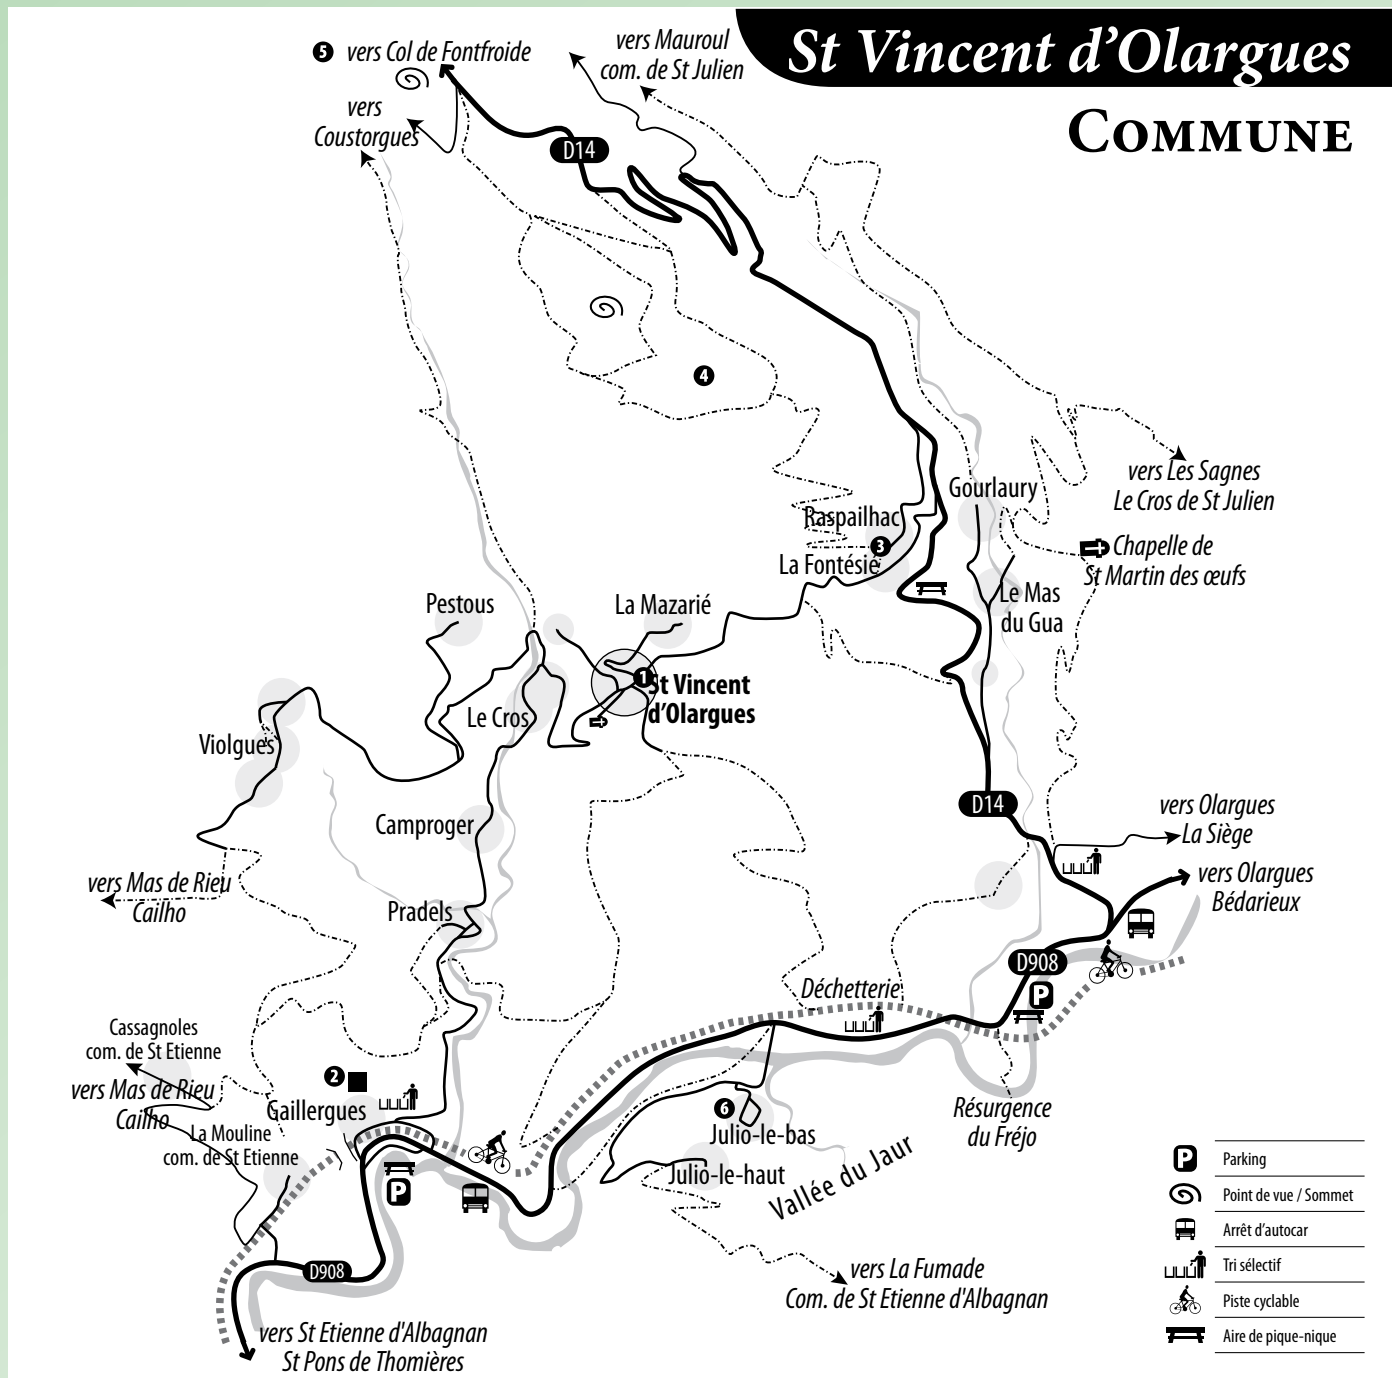 St Vincent d'Olargues
COMMUNE
5 vers Col de Fontfroide
vers Mauroul
com. de St Julien
vers
Coustorgues
D14
4
vers Les Sagnes
Le Cros de St Julien
Gourlaury
Raspailhac
3
La Fontésie
Chapelle de
St Martin des œufs
Le Mas
du Gua
Pestous
La Mazarié
1
St Vincent
d'Olargues
Le Cros
Violgues
Camproger
D14
vers Olargues
La Siège
vers Olargues
Bédarieux
vers Mas de Rieu
Cailho
Pradels
D908
P
Déchetterie
Cassagnoles
com. de St Etienne
vers Mas de Rieu
Cailho
2
Gaillergues
La Mouline
com. de St Etienne
P
6
Julio-le-bas
Julio-le-haut
Vallée du Jaur
Résurgence
du Fréjo
D908
vers La Fumade
Com. de St Etienne d'Albagnan
vers St Etienne d'Albagnan
St Pons de Thomières
P Parking
Point de vue / Sommet
Arrêt d'autocar
Tri sélectif
Piste cyclable
Aire de pique-nique